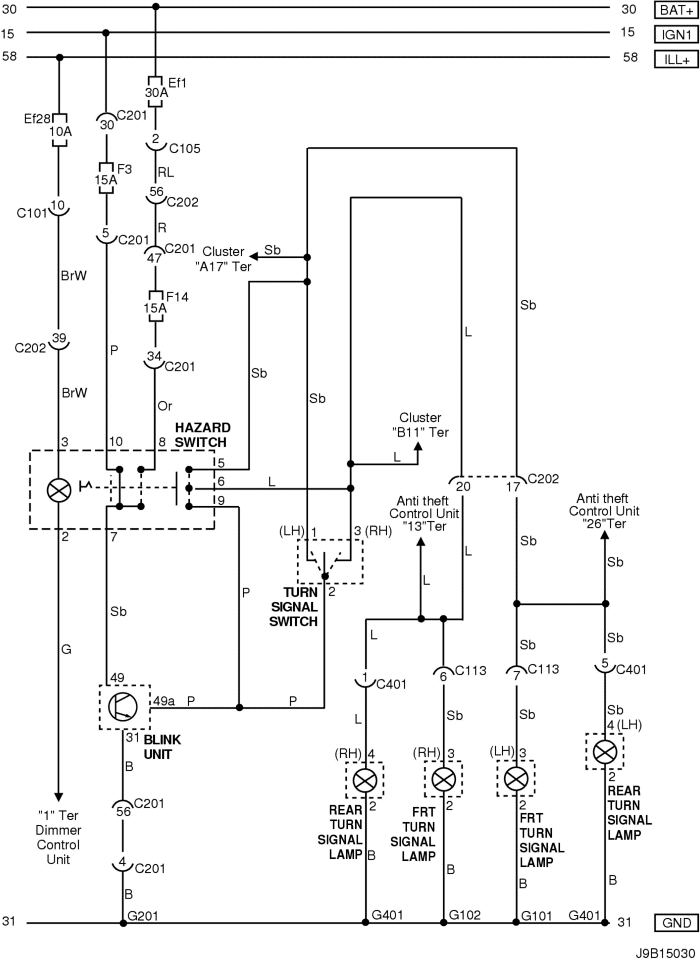 30 30 BAT+
15 15 IGN1
58 58 ILL+
Ef1
30A
Ef28
10A
C201
30
2
C105
F3
15A
RL
56
C202
10
C101
5
C201
R
C201
47
Cluster
"A17" Ter
Sb
BrW
F14
15A
Sb
39
C202
P
34
C201
L
Sb
Sb
BrW
Or
Cluster
"B11" Ter
HAZARD
SWITCH
3
10
8
5
6
9
L
L
20
17
C202
Anti theft
Control Unit
"13"Ter
Anti theft
Control Unit
"26"Ter
2
7
(LH)
1
3
(RH)
2
TURN
SIGNAL
SWITCH
L
L
Sb
Sb
P
Sb
G
L
Sb
Sb
49
49a
P
P
31
BLINK
UNIT
1
C401
6
C113
7
C113
5
C401
L
Sb
Sb
Sb
B
(RH)
4
(RH)
3
(LH)
3
4
(LH)
2
2
2
2
REAR
TURN
SIGNAL
LAMP
FRT
TURN
SIGNAL
LAMP
FRT
TURN
SIGNAL
LAMP
REAR
TURN
SIGNAL
LAMP
C201
56
"1" Ter
Dimmer
Control
Unit
4
C201
B
B
B
B
B
31
G201
G401
G102
G101
G401
31
GND
J9B15030